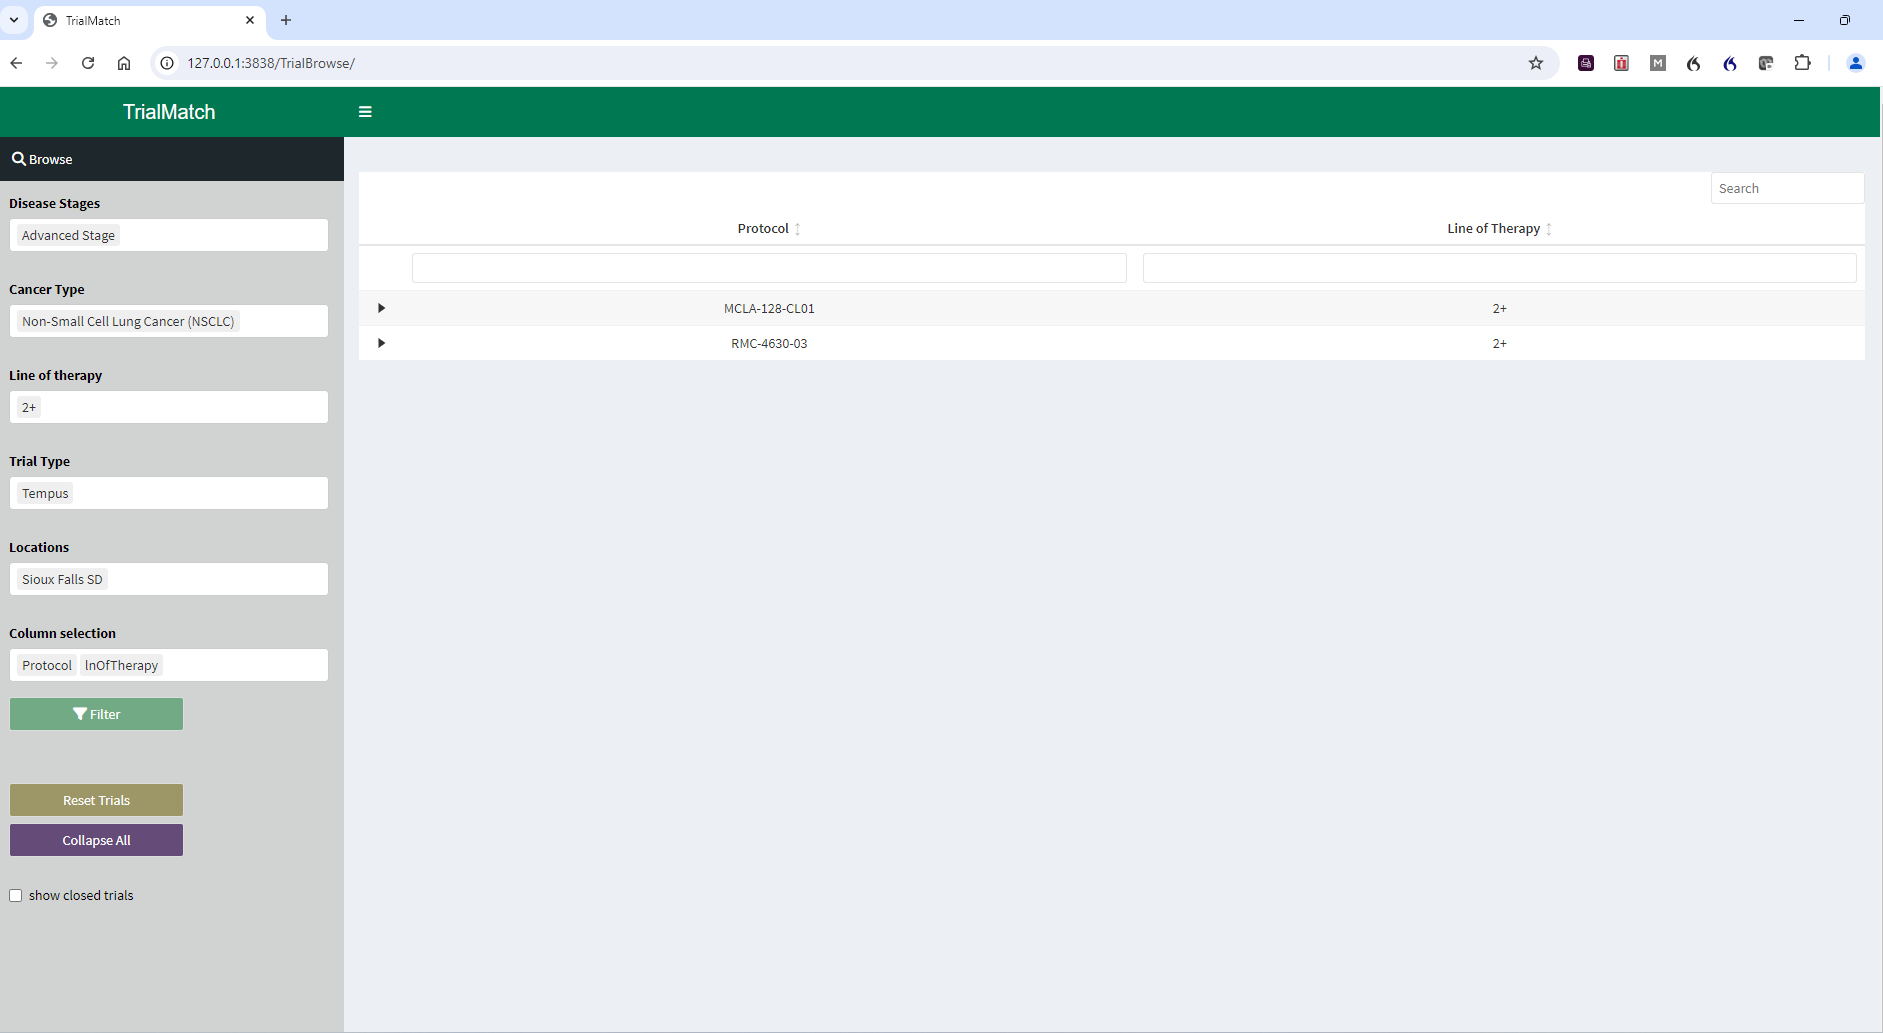 TrialMatch
127.0.0.1:3838/TrialBrowse/
M
TrialMatch
Browse
Disease Stages
Advanced Stage
Cancer Type
Non-Small Cell Lung Cancer (NSCLC)
Line of therapy
2+
Trial Type
Tempus
Locations
Sioux Falls SD
Column selection
Protocol lnOfTherapy
Filter
Reset Trials
Collapse All
show closed trials
Search
Protocol Line of Therapy
MCLA-128-CL01 2+
RMC-4630-03 2+